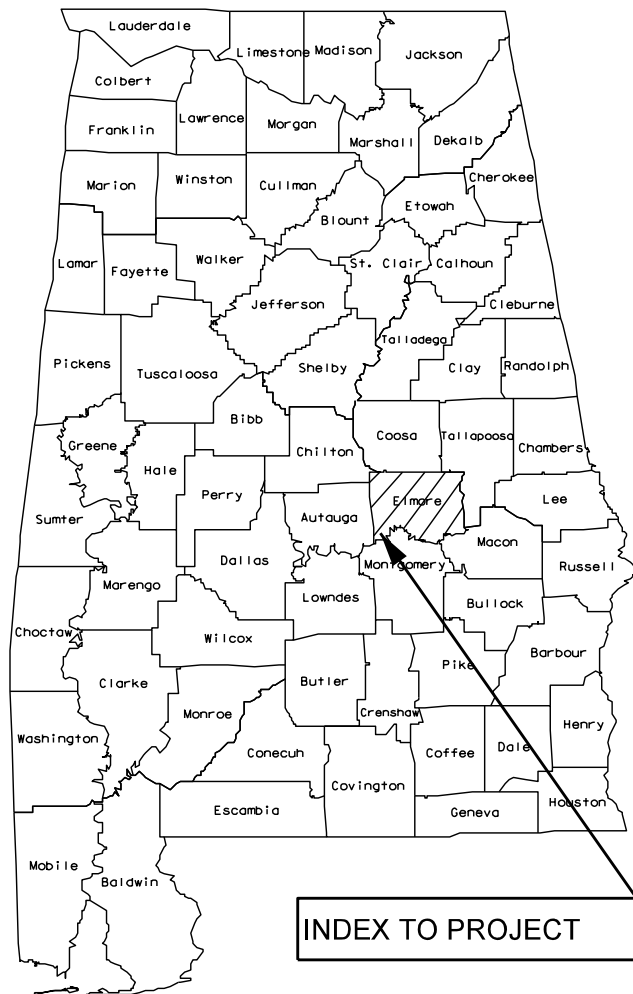 Lauderdale
Limestone
Madison
Jackson
Colbert
Lawrence
Franklin
Morgan
Marshall
Dekalb
Cherokee
Marion
Winston
Cullman
Blount
Etowah
Lamar
Fayette
Walker
St. Clair
Calhoun
Jefferson
Cleburne
Talladega
Pickens
Tuscaloosa
Shelby
Clay
Randolph
Bibb
Greene
Hale
Chilton
Coosa
Tallapoosa
Chambers
Perry
Elmore
Lee
Sumter
Autauga
Dallas
Macon
Montgomery
Russell
Marengo
Lowndes
Bullock
Choctaw
Wilcox
Barbour
Clarke
Butler
Pike
Monroe
Crenshaw
Henry
Washington
Conecuh
Coffee
Dale
Covington
Escambia
Geneva
Houston
Mobile
Baldwin
INDEX TO PROJECT